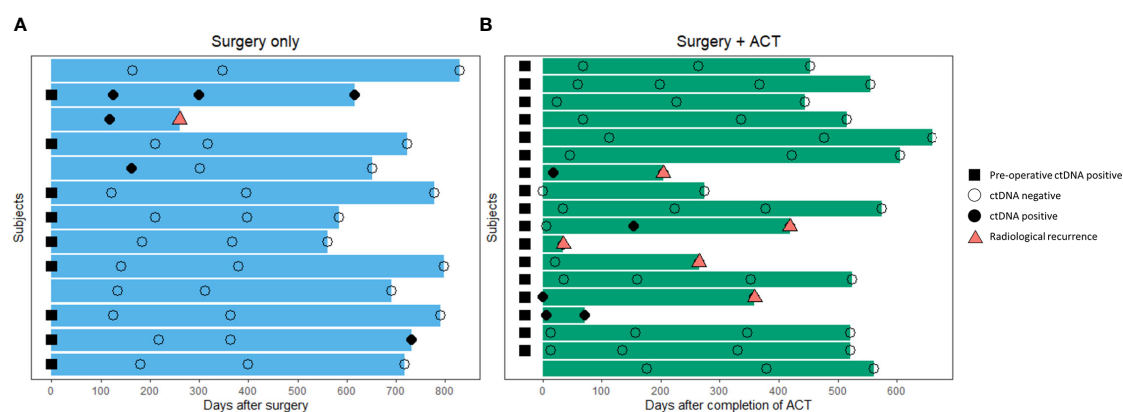 A
Surgery only
Subjects
0 100 200 300 400 500 600 700 800
Days after surgery
B
Surgery + ACT
Subjects
0 100 200 300 400 500 600
Days after completion of ACT
Pre-operative ctDNA positive
ctDNA negative
ctDNA positive
Radiological recurrence